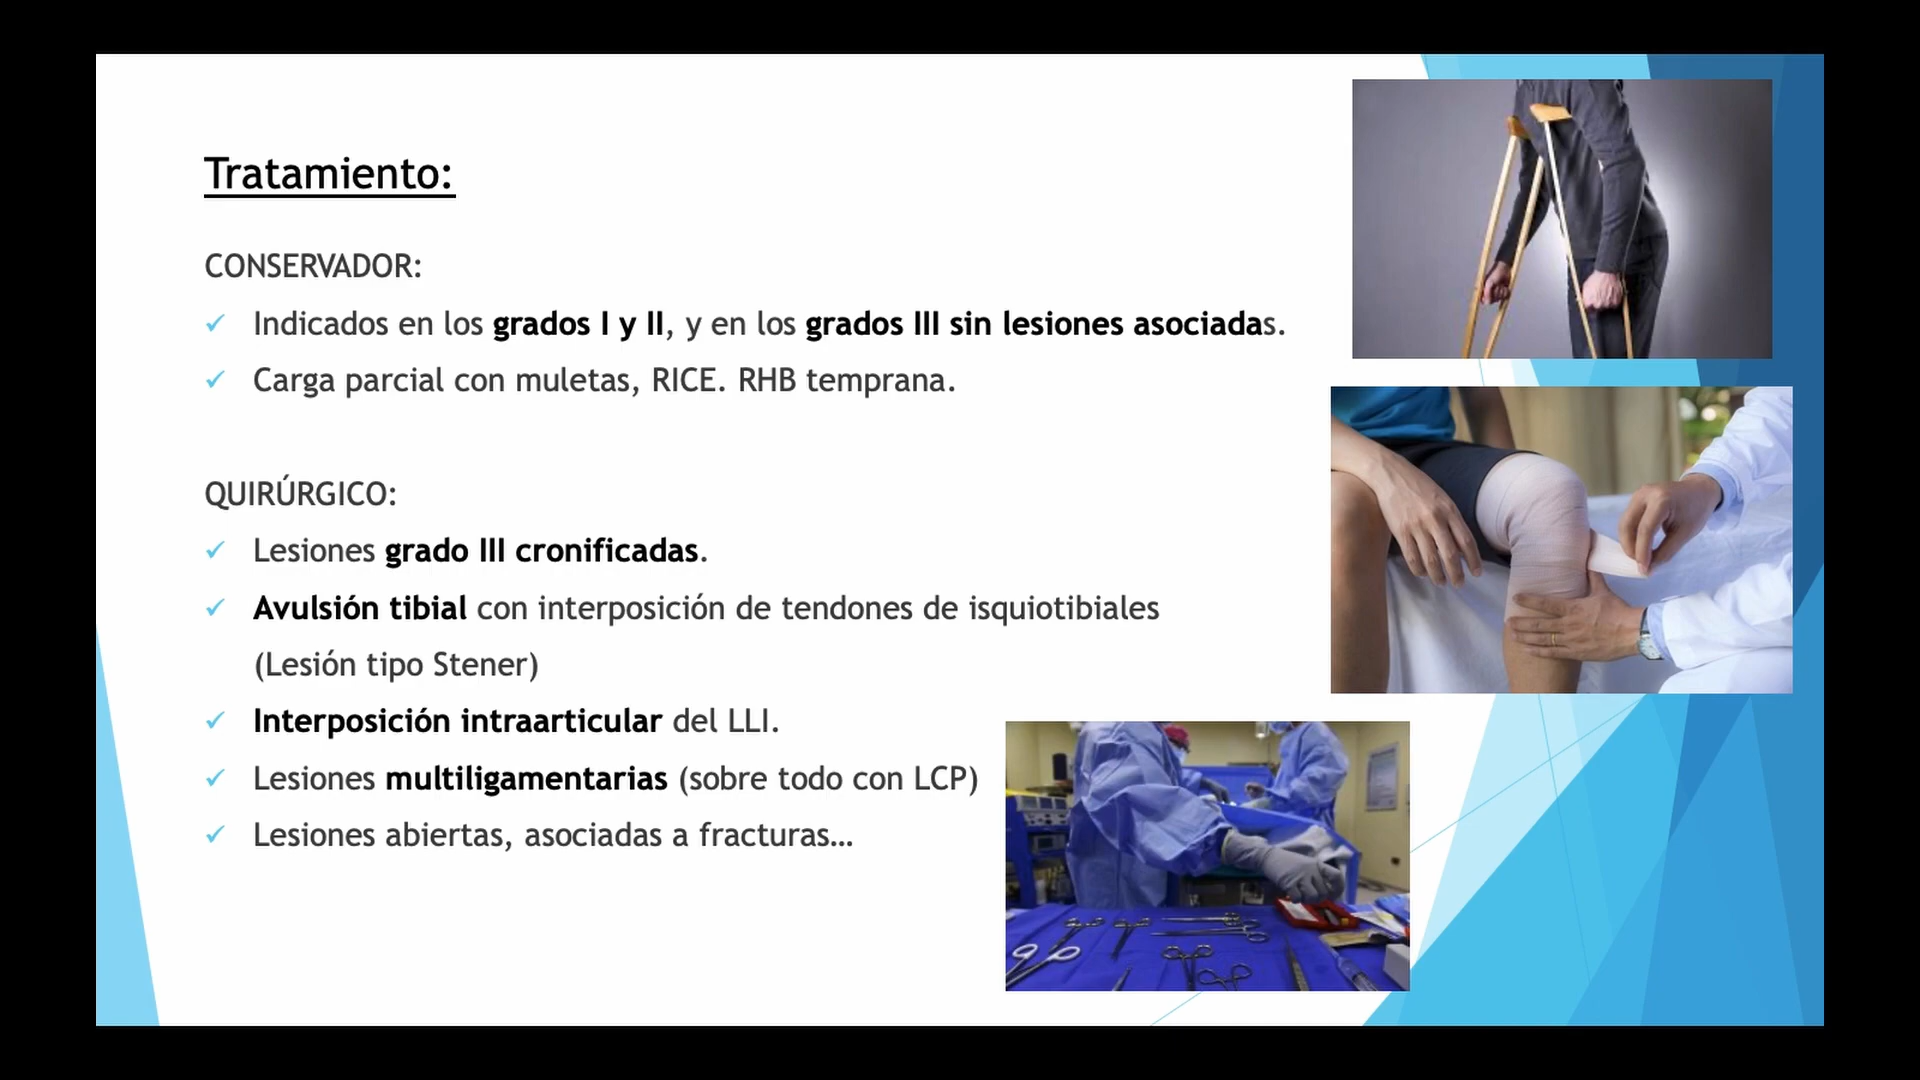 Tratamiento:
CONSERVADOR:
Indicados en los grados I y II, y en los grados III sin lesiones asociadas.
Carga parcial con muletas, RICE. RHB temprana.
QUIRÚRGICO:
Lesiones grado III cronificadas.
Avulsión tibial con interposición de tendones de isquiotibiales
(Lesión tipo Stener)
Interposición intraarticular del LLI.
Lesiones multiligamentarias (sobre todo con LCP)
Lesiones abiertas, asociadas a fracturas…